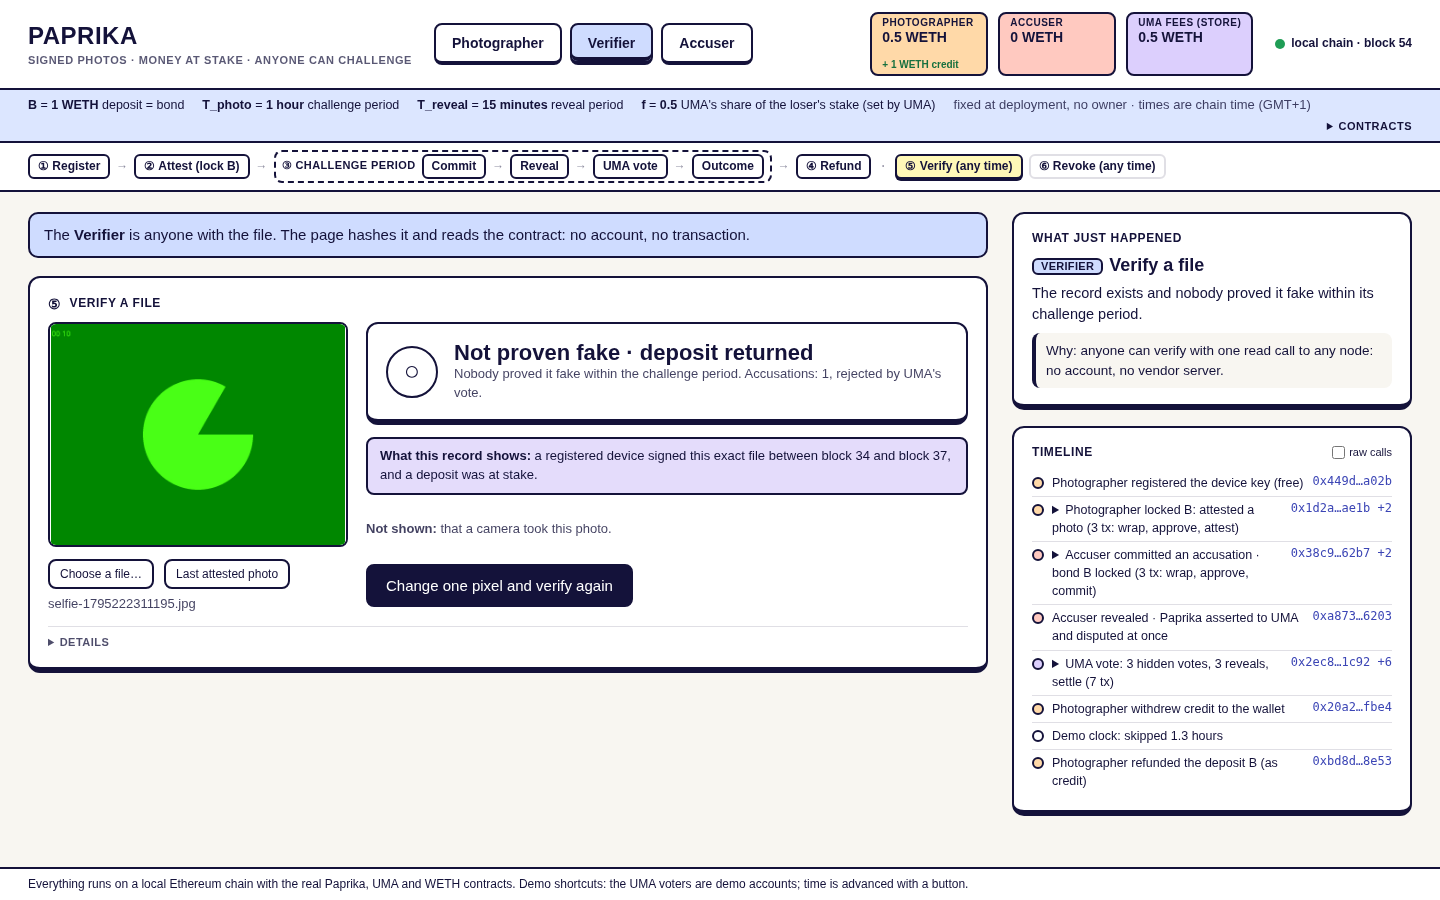 PAPRIKA
SIGNED PHOTOS · MONEY AT STAKE · ANYONE CAN CHALLENGE
Photographer
Verifier
Accuser
PHOTOGRAPHER
0.5 WETH
+ 1 WETH credit
ACCUSER
0 WETH
UMA FEES (STORE)
0.5 WETH
local chain · block 54
B = 1 WETH deposit = bond T_photo = 1 hour challenge period T_reveal = 15 minutes reveal period f = 0.5 UMA's share of the loser's stake (set by UMA) fixed at deployment, no owner · times are chain time (GMT+1)
▶ CONTRACTS
① Register → ② Attest (lock B) → ③ CHALLENGE PERIOD Commit → Reveal → UMA vote → Outcome → ④ Refund · ⑤ Verify (any time) ⑥ Revoke (any time)
The Verifier is anyone with the file. The page hashes it and reads the contract: no account, no transaction.
⑤ VERIFY A FILE
00:10
Choose a file…
Last attested photo
selfie-1795222311195.jpg
Not proven fake · deposit returned
Nobody proved it fake within the challenge period. Accusations: 1, rejected by UMA's
vote.
What this record shows: a registered device signed this exact file between block 34 and block 37,
and a deposit was at stake.
Not shown: that a camera took this photo.
Change one pixel and verify again
▶ DETAILS
WHAT JUST HAPPENED
VERIFIER Verify a file
The record exists and nobody proved it fake within its
challenge period.
Why: anyone can verify with one read call to any node:
no account, no vendor server.
TIMELINE
raw calls
Photographer registered the device key (free) 0x449d…a02b
▶ Photographer locked B: attested a 0x1d2a…ae1b +2
photo (3 tx: wrap, approve, attest)
▶ Accuser committed an accusation · 0x38c9…62b7 +2
bond B locked (3 tx: wrap, approve,
commit)
Accuser revealed · Paprika asserted to UMA 0xa873…6203
and disputed at once
▶ UMA vote: 3 hidden votes, 3 reveals, 0x2ec8…1c92 +6
settle (7 tx)
Photographer withdrew credit to the wallet 0x20a2…fbe4
Demo clock: skipped 1.3 hours
Photographer refunded the deposit B (as 0xbd8d…8e53
credit)
Everything runs on a local Ethereum chain with the real Paprika, UMA and WETH contracts. Demo shortcuts: the UMA voters are demo accounts; time is advanced with a button.